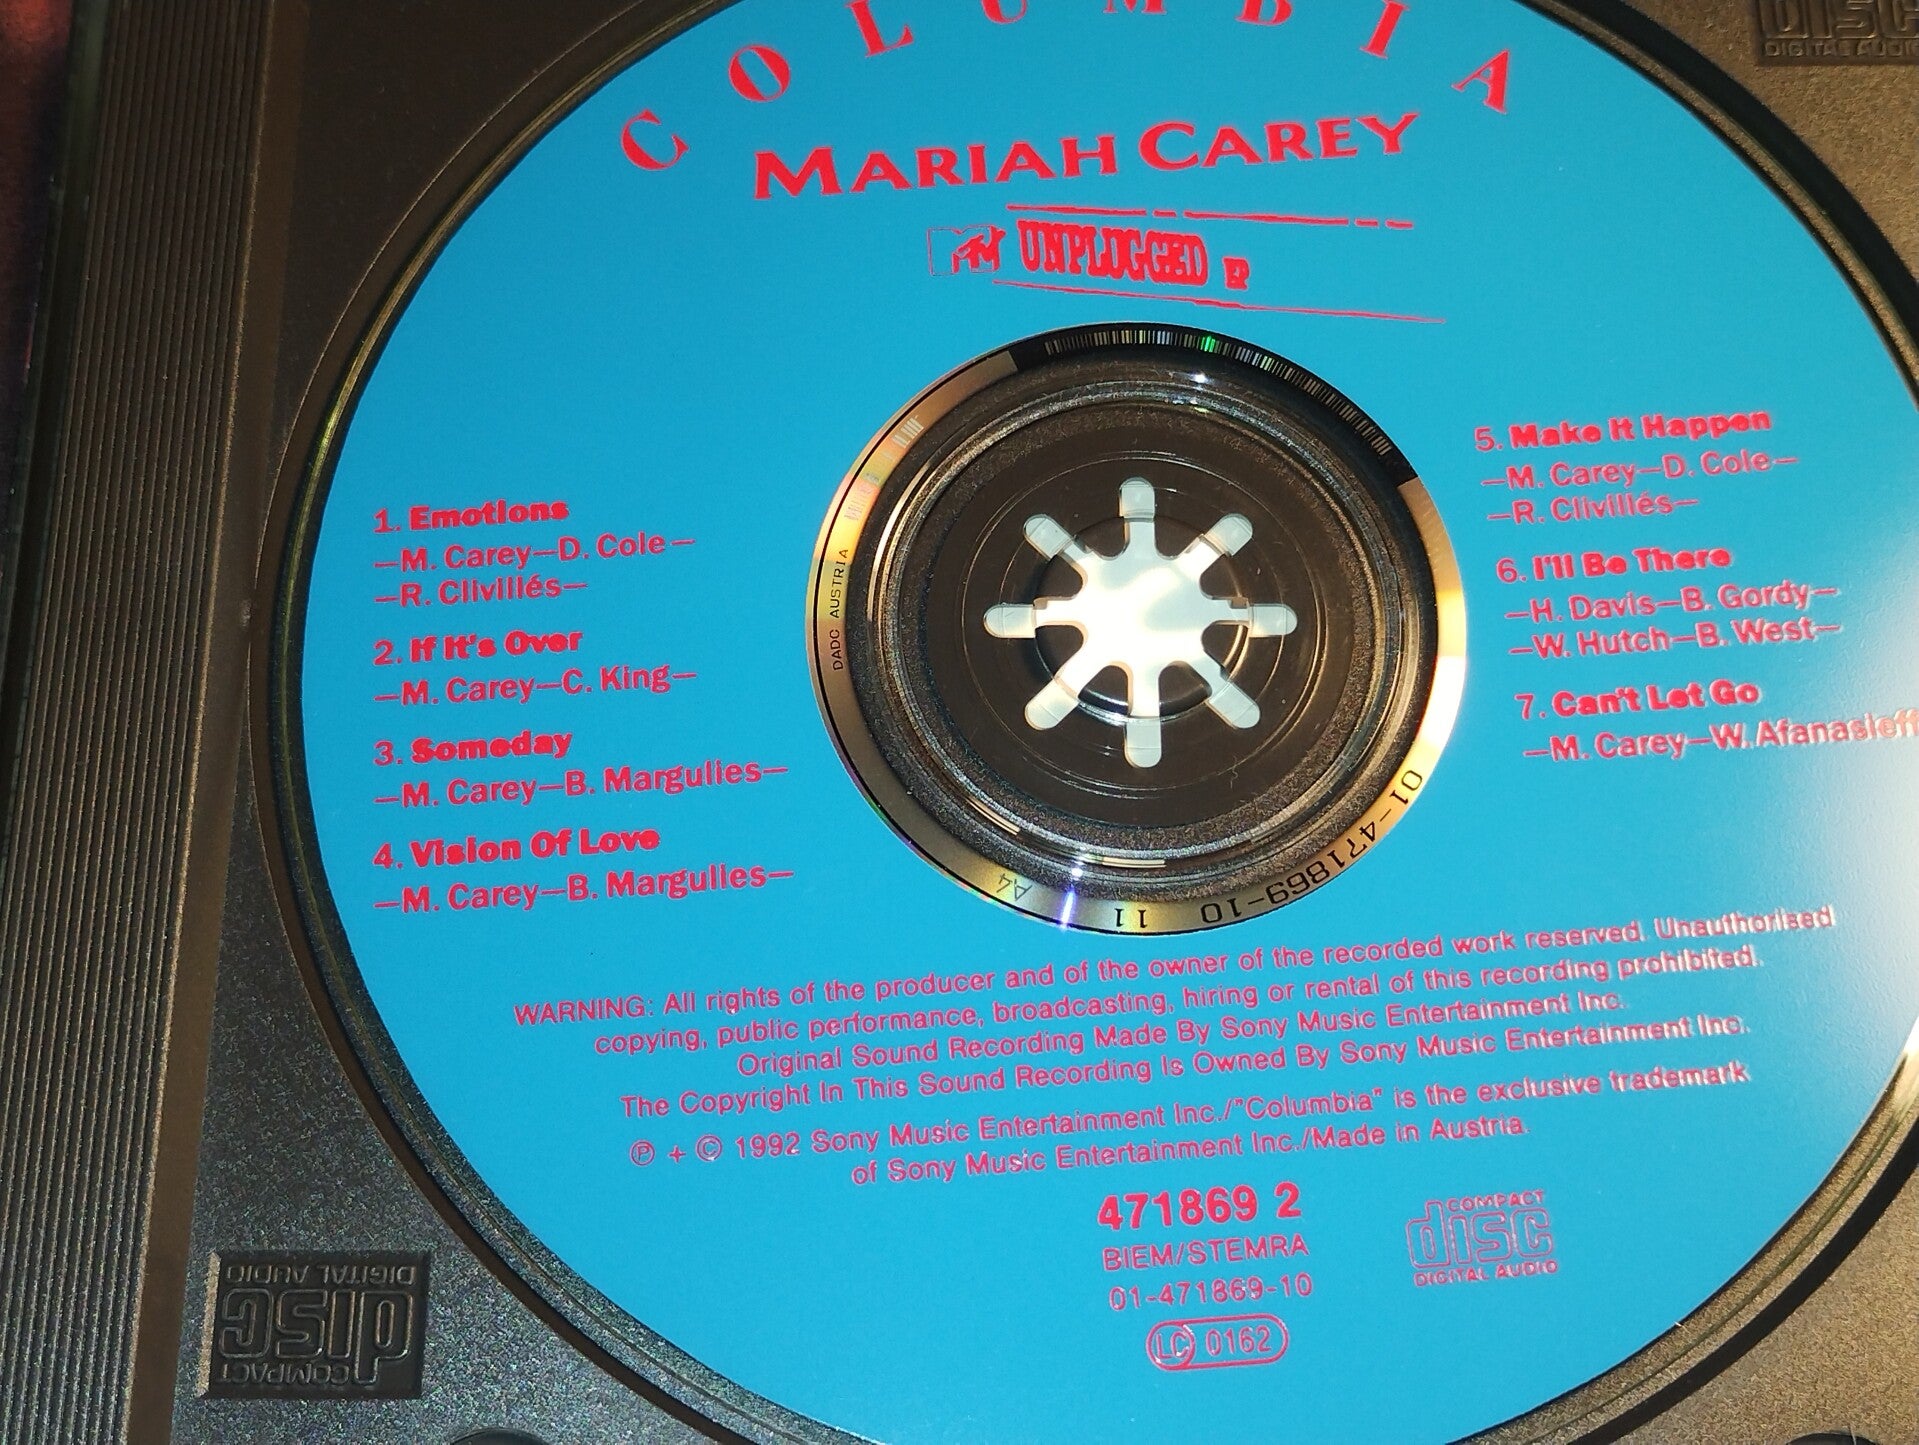 COLUMBIA
MARIAH CAREY
MTV UNPLUGGED EP
1. Emotions
—M. Carey—D. Cole—
—R. Clivillés—
2. If It's Over
—M. Carey—C. King—
3. Someday
—M. Carey—B. Margulies—
4. Vision Of Love
—M. Carey—B. Margulies—
5. Make It Happen
—M. Carey—D. Cole—
—R. Clivillés—
6. I'll Be There
—H. Davis—B. Gordy—
—W. Hutch—B. West—
7. Can't Let Go
—M. Carey—W. Afanasieff
DADC AUSTRIA
01-471869-10 11 A4
WARNING: All rights of the producer and of the owner of the recorded work reserved. Unauthorised
copying, public performance, broadcasting, hiring or rental of this recording prohibited.
Original Sound Recording Made By Sony Music Entertainment Inc.
The Copyright In This Sound Recording Is Owned By Sony Music Entertainment Inc.
℗ + © 1992 Sony Music Entertainment Inc./"Columbia" is the exclusive trademark
of Sony Music Entertainment Inc./Made in Austria.
471869 2
BIEM/STEMRA
01-471869-10
LC 0162
COMPACT
disc
DIGITAL AUDIO
COMPACT
disc
DIGITAL AUDIO
disc
DIGITAL AUDIO